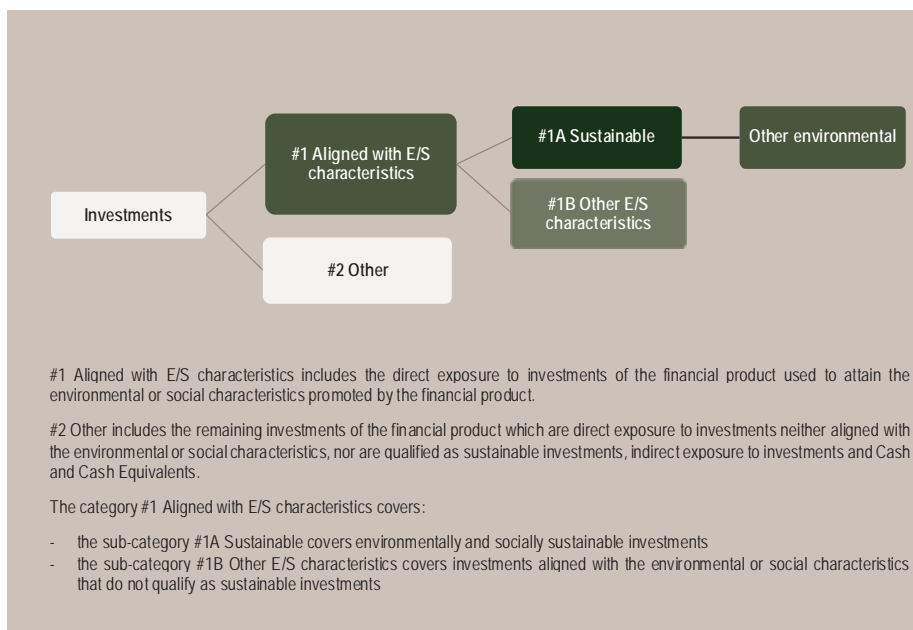 #1A Sustainable
Other environmental
#1 Aligned with E/S
characteristics
#1B Other E/S
characteristics
Investments
#2 Other
#1 Aligned with E/S characteristics includes the direct exposure to investments of the financial product used to attain the
environmental or social characteristics promoted by the financial product.
#2 Other includes the remaining investments of the financial product which are direct exposure to investments neither aligned with
the environmental or social characteristics, nor are qualified as sustainable investments, indirect exposure to investments and Cash
and Cash Equivalents.
The category #1 Aligned with E/S characteristics covers:
- the sub-category #1A Sustainable covers environmentally and socially sustainable investments
- the sub-category #1B Other E/S characteristics covers investments aligned with the environmental or social characteristics
that do not qualify as sustainable investments